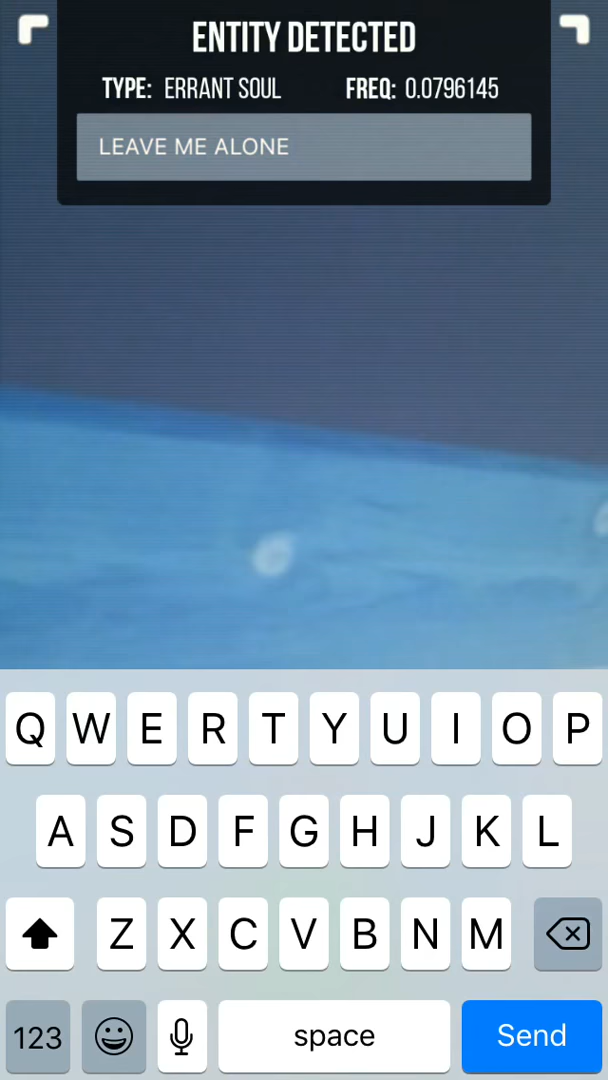 ENTITY DETECTED
TYPE: ERRANT SOUL FREQ: 0.0796145
LEAVE ME ALONE
Q W E R T Y U I O P
A S D F G H J K L
Z X C V B N M
123 space Send